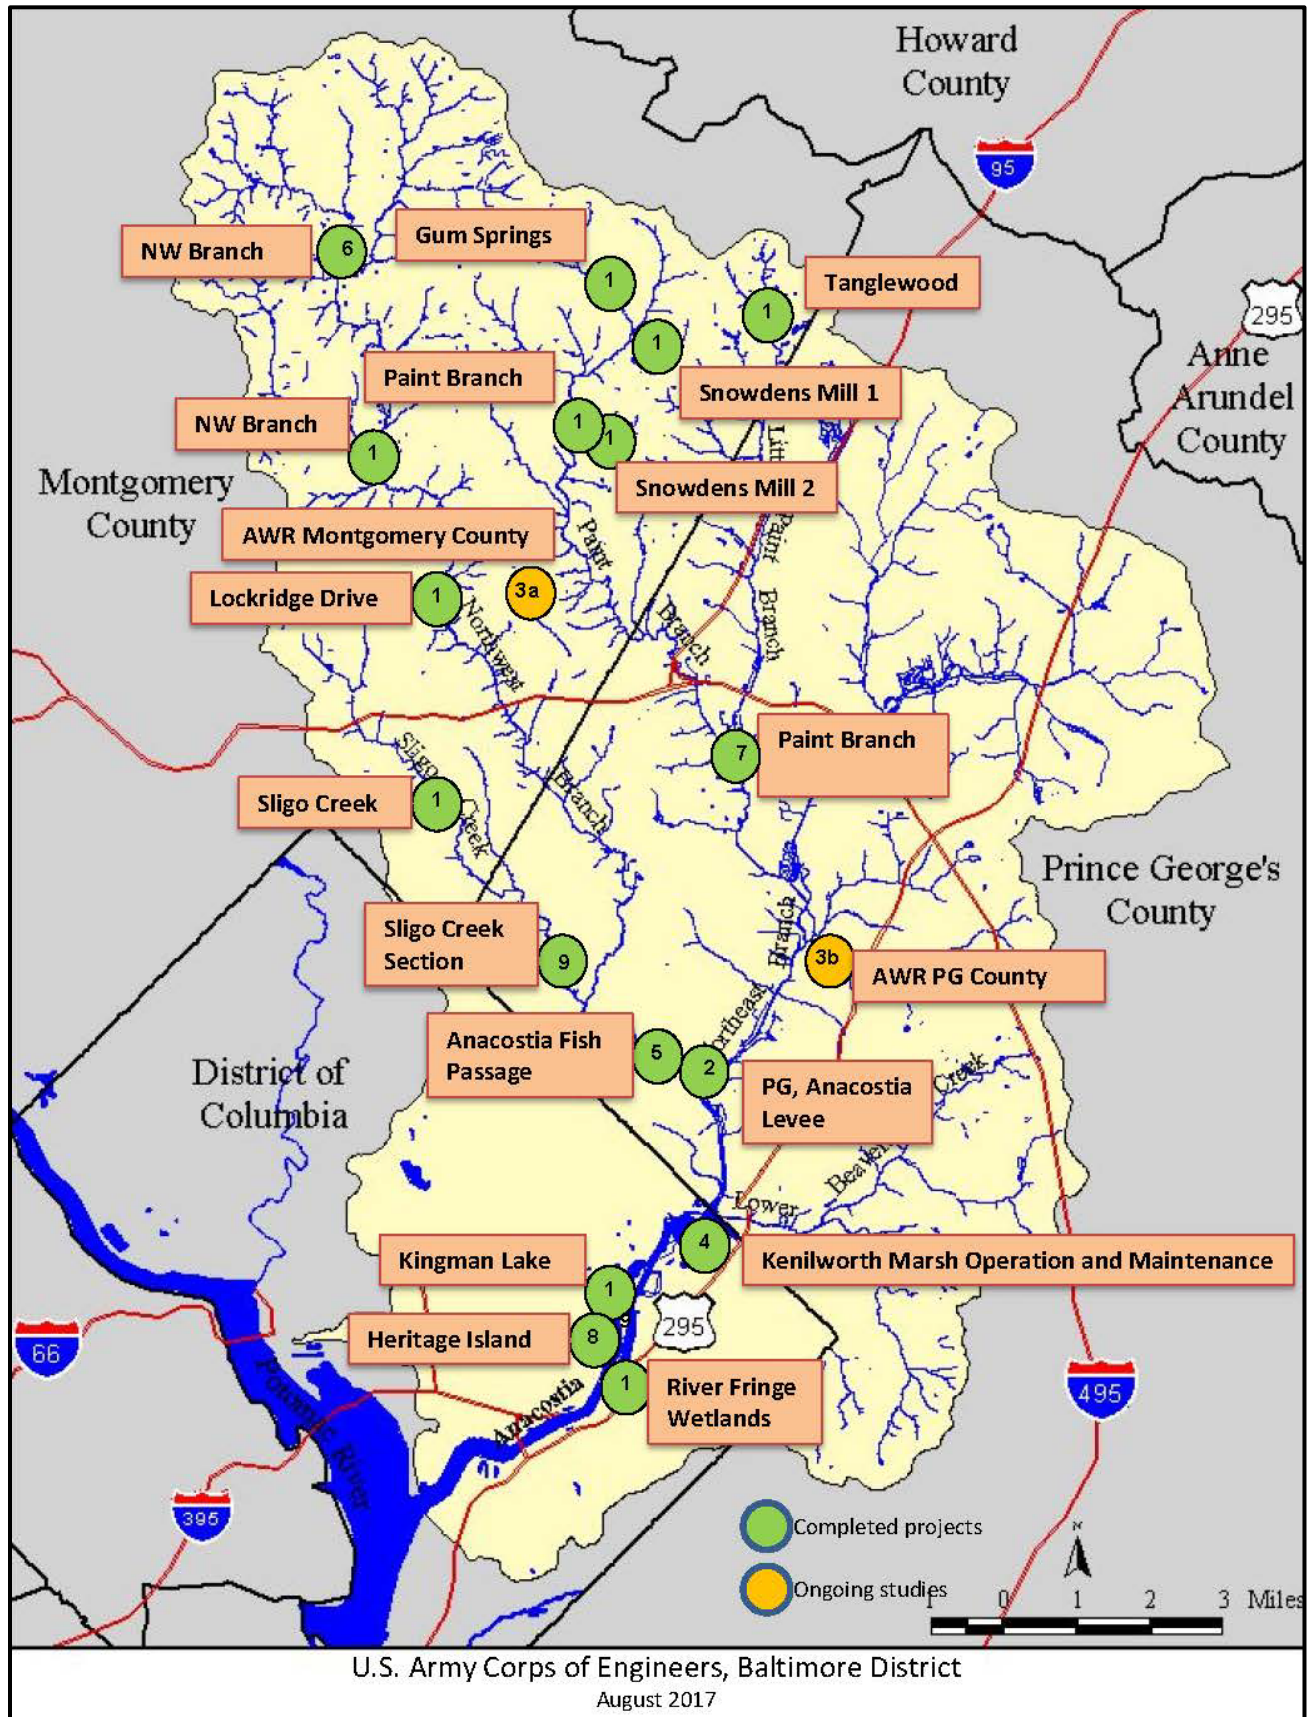 Howard
County
95
NW Branch
6
Gum Springs
1
Tanglewood
1
295
1
Anne
Arundel
County
Paint Branch
Snowdens Mill 1
NW Branch
1
1
1
Snowdens Mill 2
Montgomery
County
AWR Montgomery County
Lockridge Drive
1
3a
Paint
Branch
Paint
Branch
Northwest
Branch
Paint Branch
7
Sligo
Creek
Sligo Creek
1
Prince George's
County
Sligo Creek
Section
9
Branch
3b
AWR PG County
Anacostia Fish
Passage
5
2
PG, Anacostia
Levee
District of
Columbia
Creek
Lower
4
Kenilworth Marsh Operation and Maintenance
Kingman Lake
1
Heritage Island
8
295
1
River Fringe
Wetlands
66
495
395
Anacostia
Potomac River
Completed projects
Ongoing studies
N
1 0 1 2 3 Miles
U.S. Army Corps of Engineers, Baltimore District
August 2017